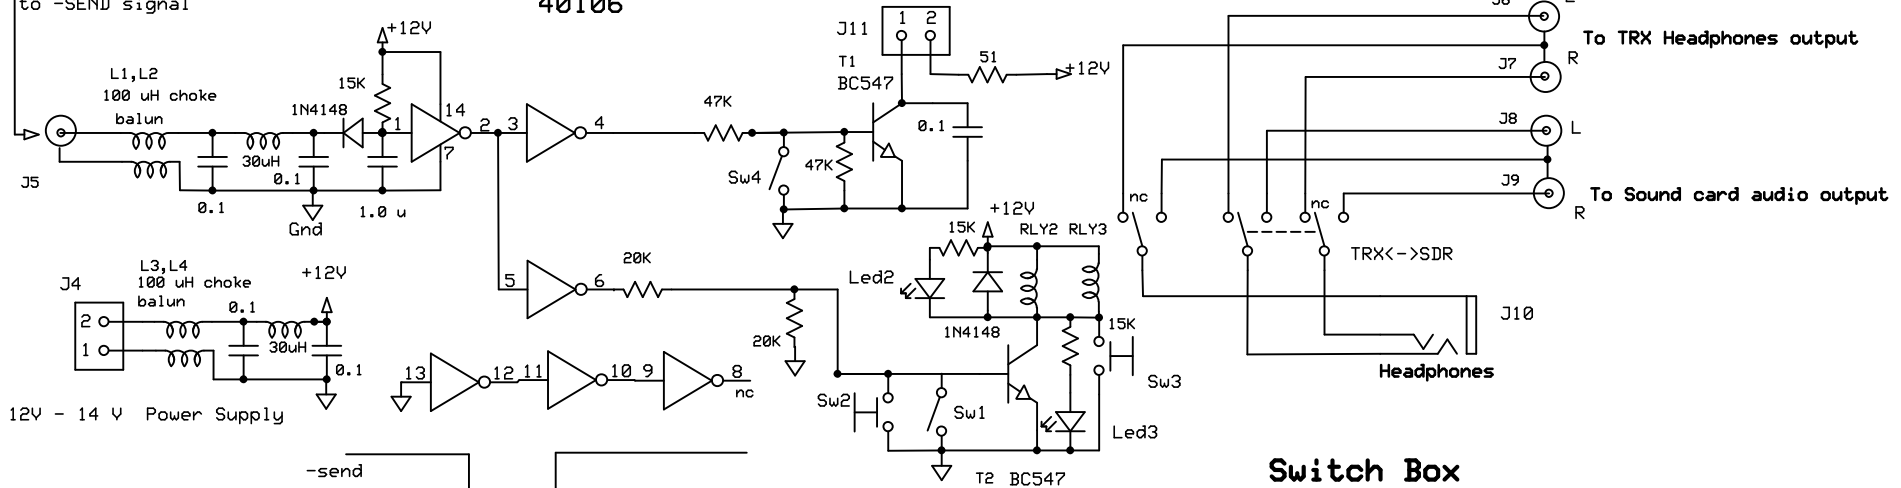 to -SEND signal
40106
+12V
J11
1 2
J6
L
To TRX Headphones output
R
J7
51
+12V
T1
BC547
L1,L2
100 uH choke
balun
15K
1N4148
1
14
2
3
4
7
47K
0.1
47K
Sw4
J8
L
J5
30uH
0.1
0.1
1.0 u
Gnd
J9
R
To Sound card audio output
nc
nc
TRX<->SDR
+12V
15K
RLY2 RLY3
Led2
5
6
20K
20K
1N4148
15K
J10
Headphones
L3,L4
100 uH choke
balun
+12V
J4
0.1
2
1
30uH
0.1
13
12
11
10
9
8
nc
Sw2
Sw1
Sw3
Led3
12V - 14 V Power Supply
-send
T2 BC547
Switch Box